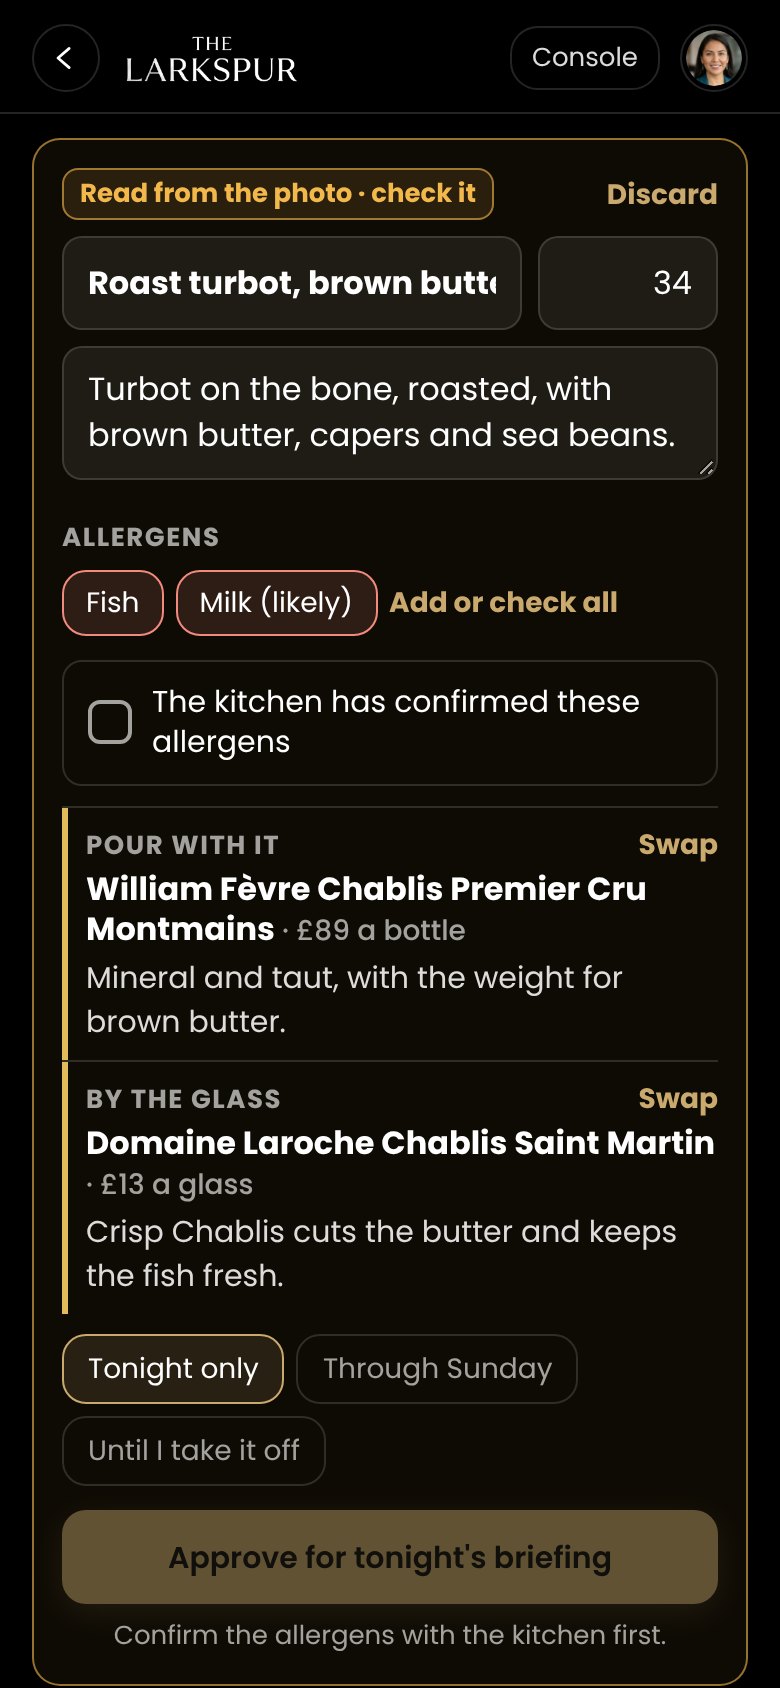 THE
LARKSPUR
Console
Read from the photo · check it
Discard
Roast turbot, brown butte
34
Turbot on the bone, roasted, with
brown butter, capers and sea beans.
ALLERGENS
Fish
Milk (likely)
Add or check all
The kitchen has confirmed these
allergens
POUR WITH IT
Swap
William Fèvre Chablis Premier Cru
Montmains · £89 a bottle
Mineral and taut, with the weight for
brown butter.
BY THE GLASS
Swap
Domaine Laroche Chablis Saint Martin
· £13 a glass
Crisp Chablis cuts the butter and keeps
the fish fresh.
Tonight only
Through Sunday
Until I take it off
Approve for tonight's briefing
Confirm the allergens with the kitchen first.